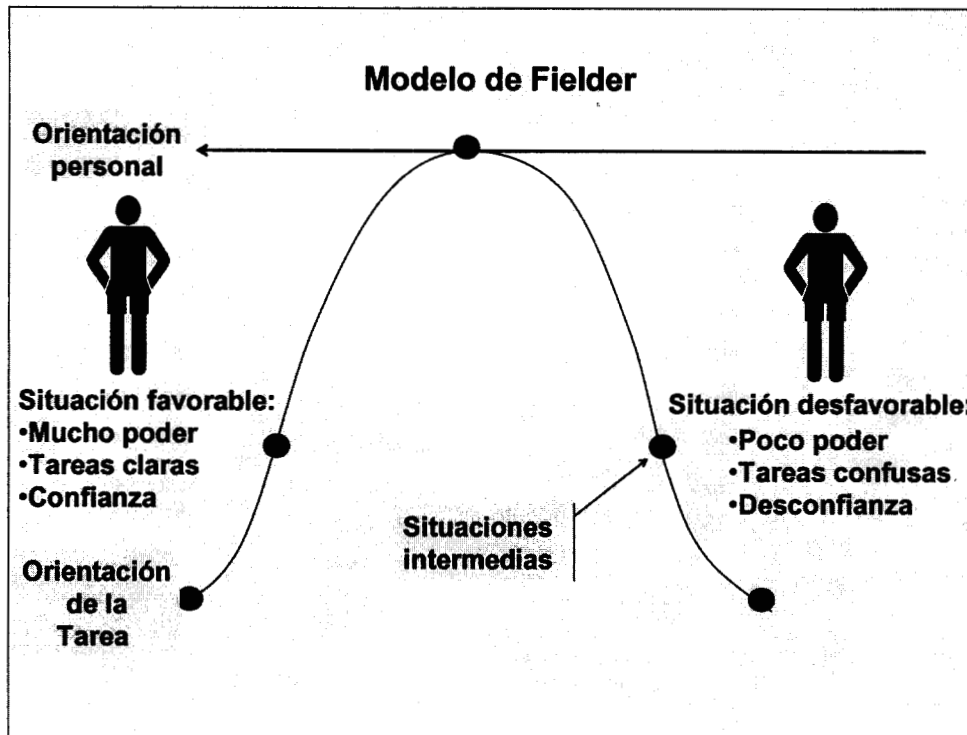 Modelo de Fielder
Orientación
personal
Situación favorable:
•Mucho poder
•Tareas claras
•Confianza
Situación desfavorable:
•Poco poder
•Tareas confusas
•Desconfianza
Situaciones
intermedias
Orientación
de la
Tarea